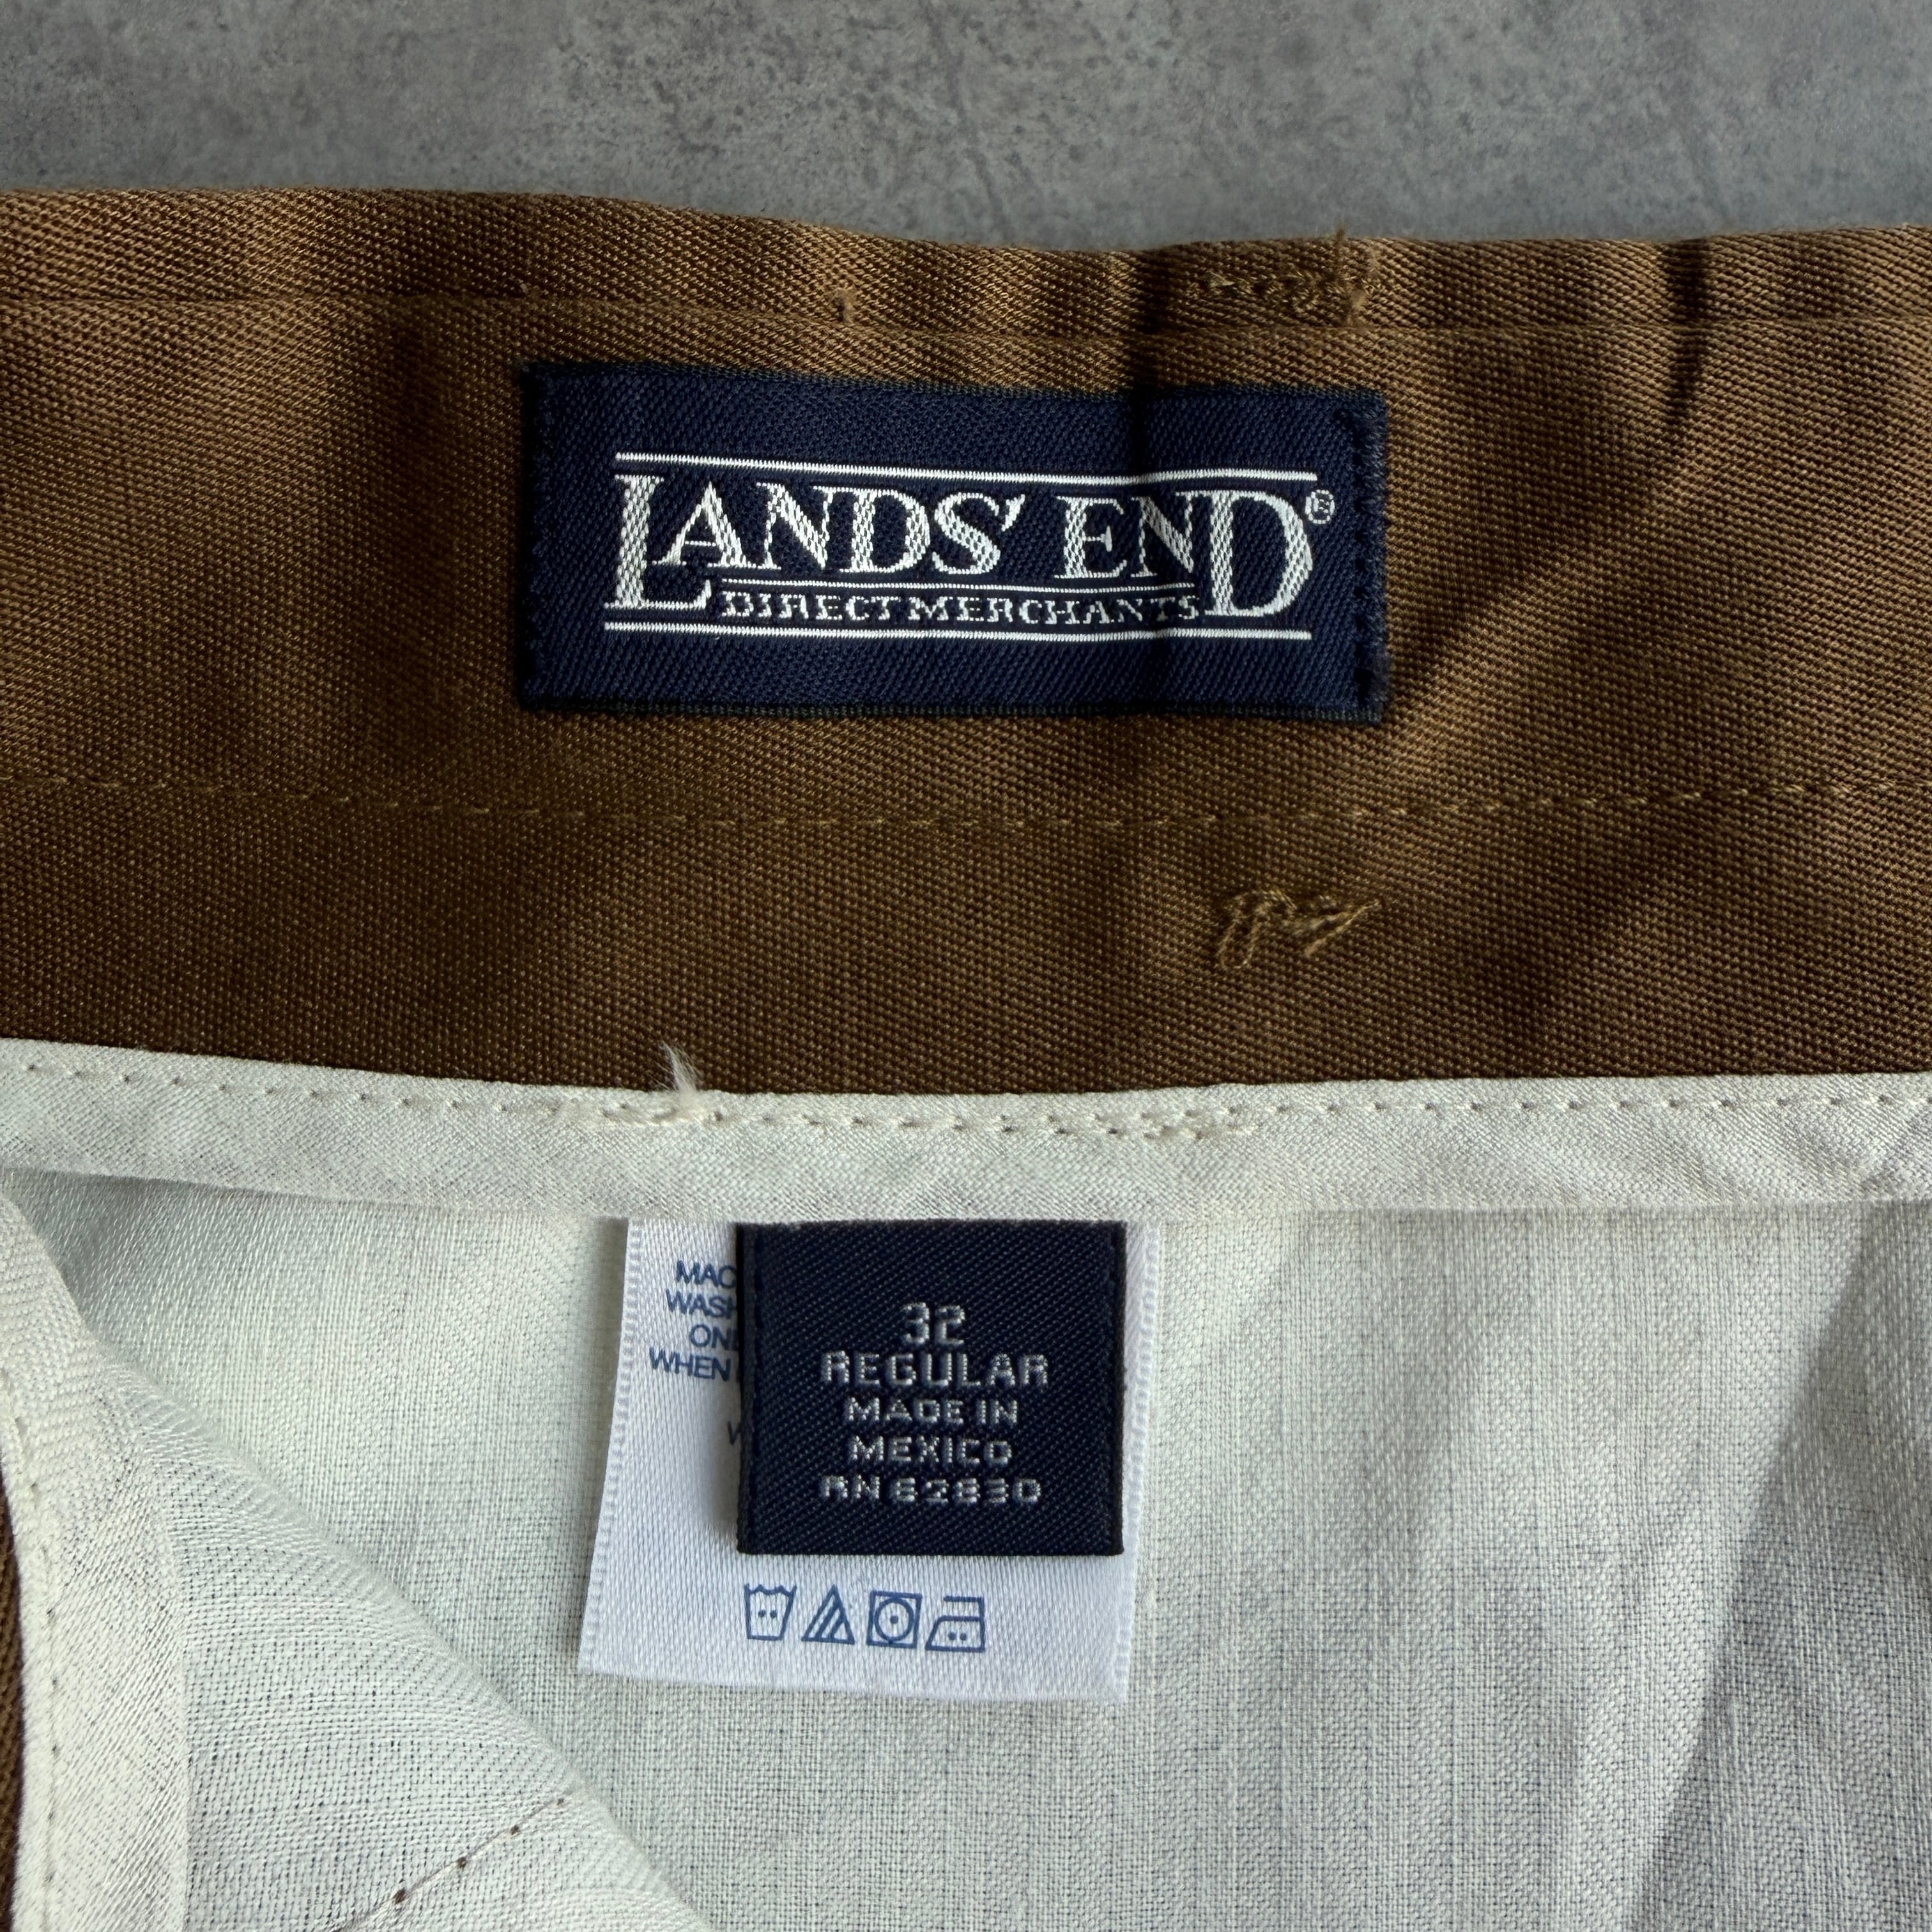 LANDS' END®
DIRECT MERCHANTS
MAC
WASH
ON
WHEN
W
32
REGULAR
MADE IN
MEXICO
RN 62830